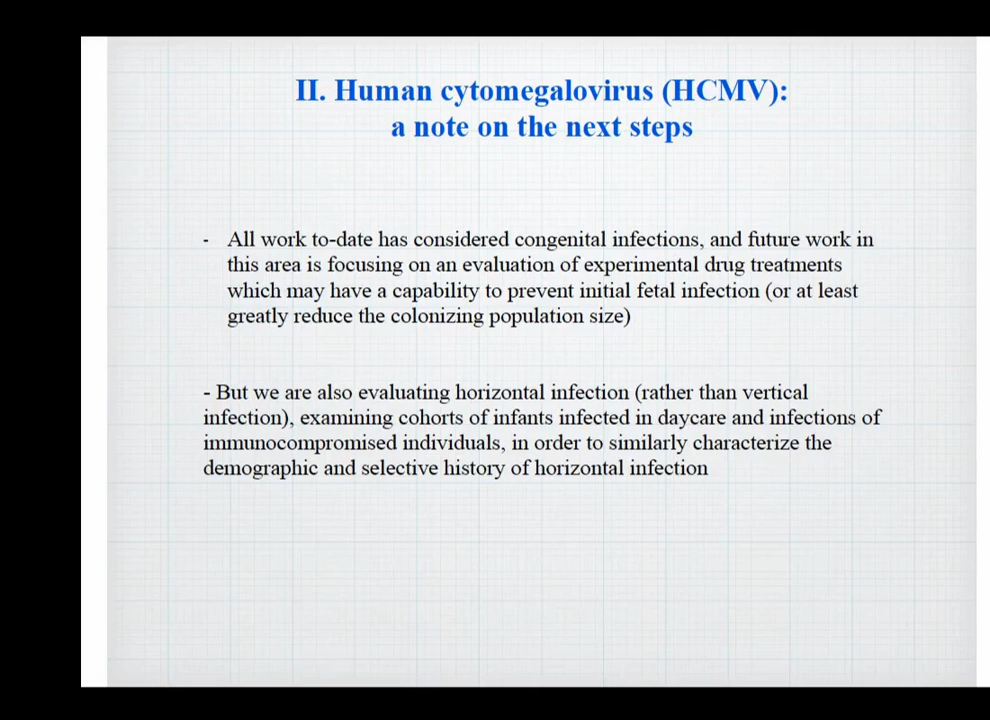 II. Human cytomegalovirus (HCMV):
a note on the next steps
- All work to-date has considered congenital infections, and future work in
this area is focusing on an evaluation of experimental drug treatments
which may have a capability to prevent initial fetal infection (or at least
greatly reduce the colonizing population size)
- But we are also evaluating horizontal infection (rather than vertical
infection), examining cohorts of infants infected in daycare and infections of
immunocompromised individuals, in order to similarly characterize the
demographic and selective history of horizontal infection